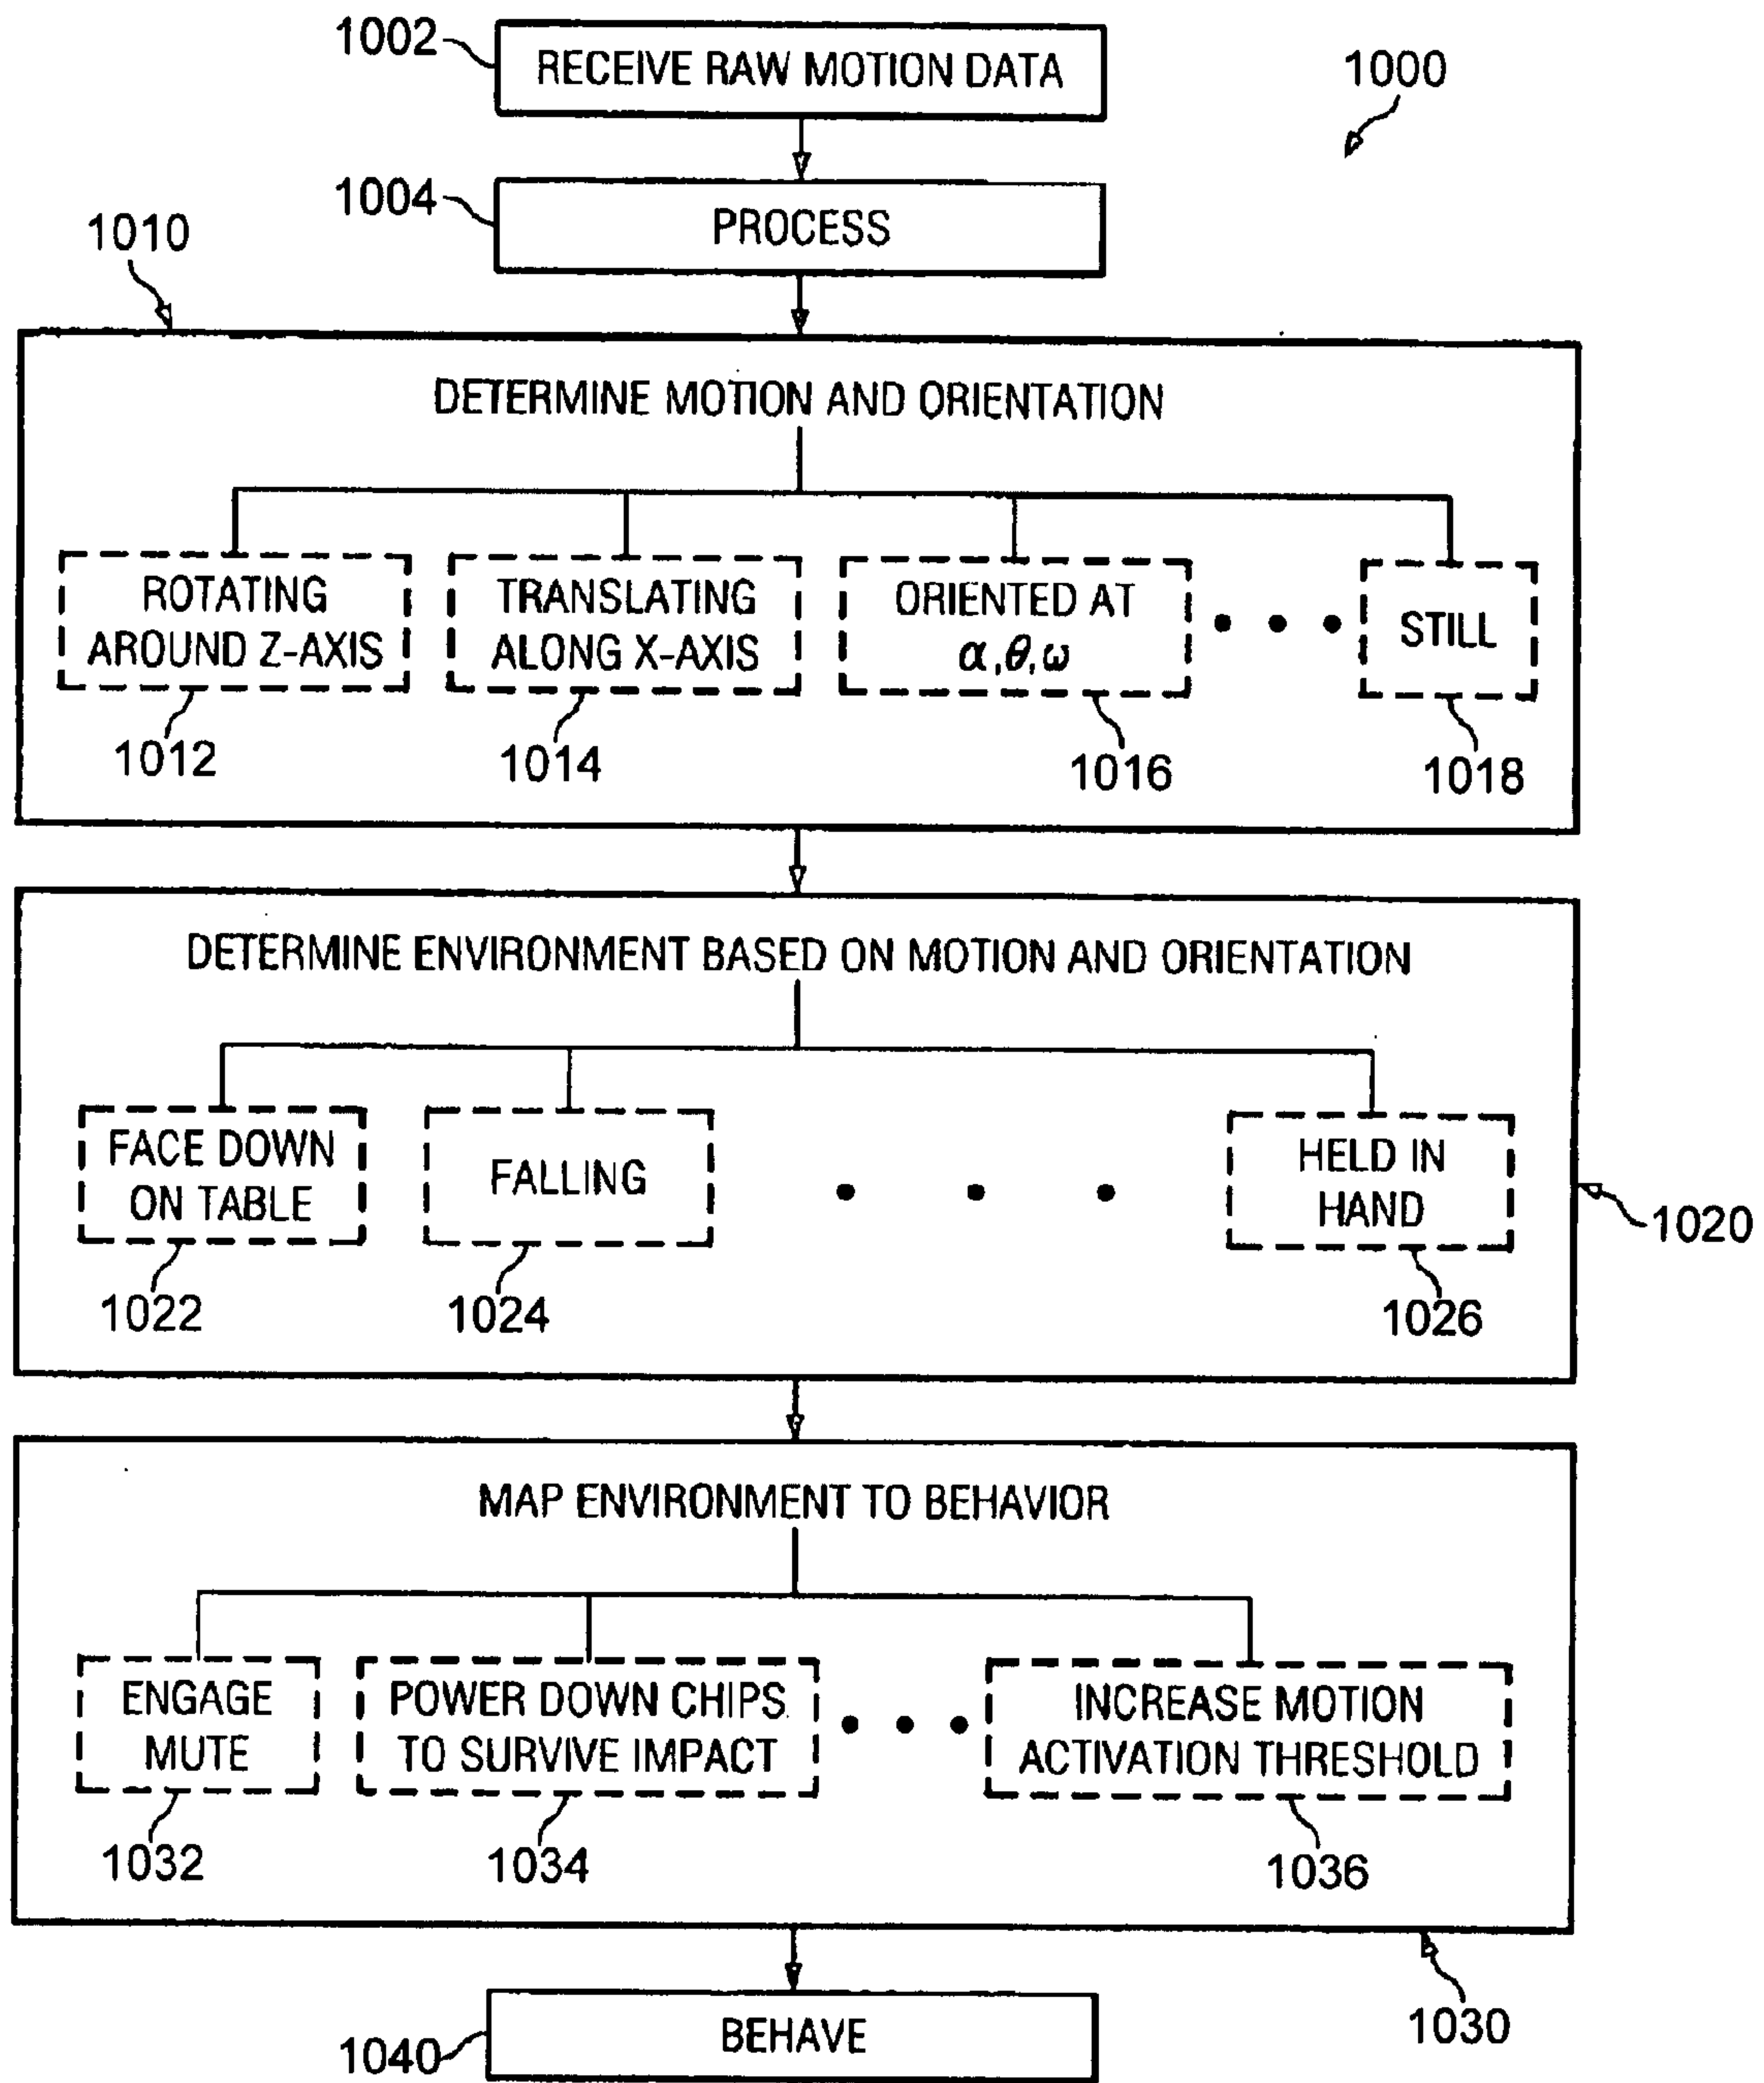 1002
RECEIVE RAW MOTION DATA
1000
1004
PROCESS
1010
DETERMINE MOTION AND ORIENTATION
ROTATING
AROUND Z-AXIS
TRANSLATING
ALONG X-AXIS
ORIENTED AT
α,θ,ω
STILL
1012
1014
1016
1018
DETERMINE ENVIRONMENT BASED ON MOTION AND ORIENTATION
FACE DOWN
ON TABLE
FALLING
HELD IN
HAND
1020
1022
1024
1026
MAP ENVIRONMENT TO BEHAVIOR
ENGAGE
MUTE
POWER DOWN CHIPS
TO SURVIVE IMPACT
INCREASE MOTION
ACTIVATION THRESHOLD
1032
1034
1036
1030
1040
BEHAVE